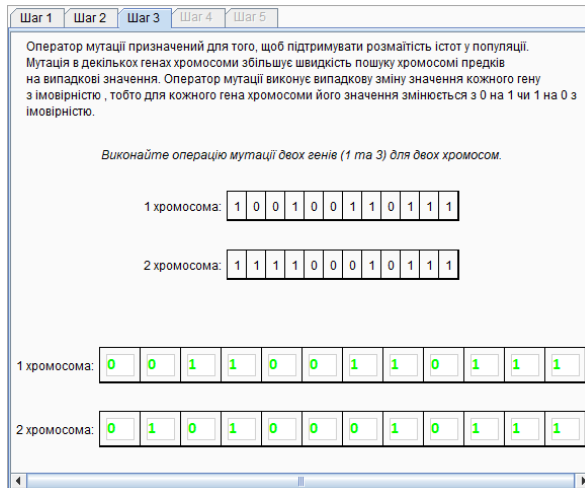 Шаг 1 Шаг 2 Шаг 3 Шаг 4 Шаг 5
Оператор мутації призначений для того, щоб підтримувати розмаїтість істот у популяції.
Мутація в декількох генах хромосоми збільшує швидкість пошуку хромосомі предків
на випадкові значення. Оператор мутації виконує випадкову зміну значення кожного гену
з імовірністю , тобто для кожного гена хромосоми його значення змінюється з 0 на 1 чи 1 на 0 з
імовірністю.
Виконайте операцію мутації двох генів (1 та 3) для двох хромосом.
1 хромосома: 1 0 0 1 0 0 1 1 0 1 1 1
2 хромосома: 1 1 1 1 0 0 0 1 0 1 1 1
1 хромосома: 0 0 1 1 0 0 1 1 0 1 1 1
2 хромосома: 0 1 0 1 0 0 0 1 0 1 1 1